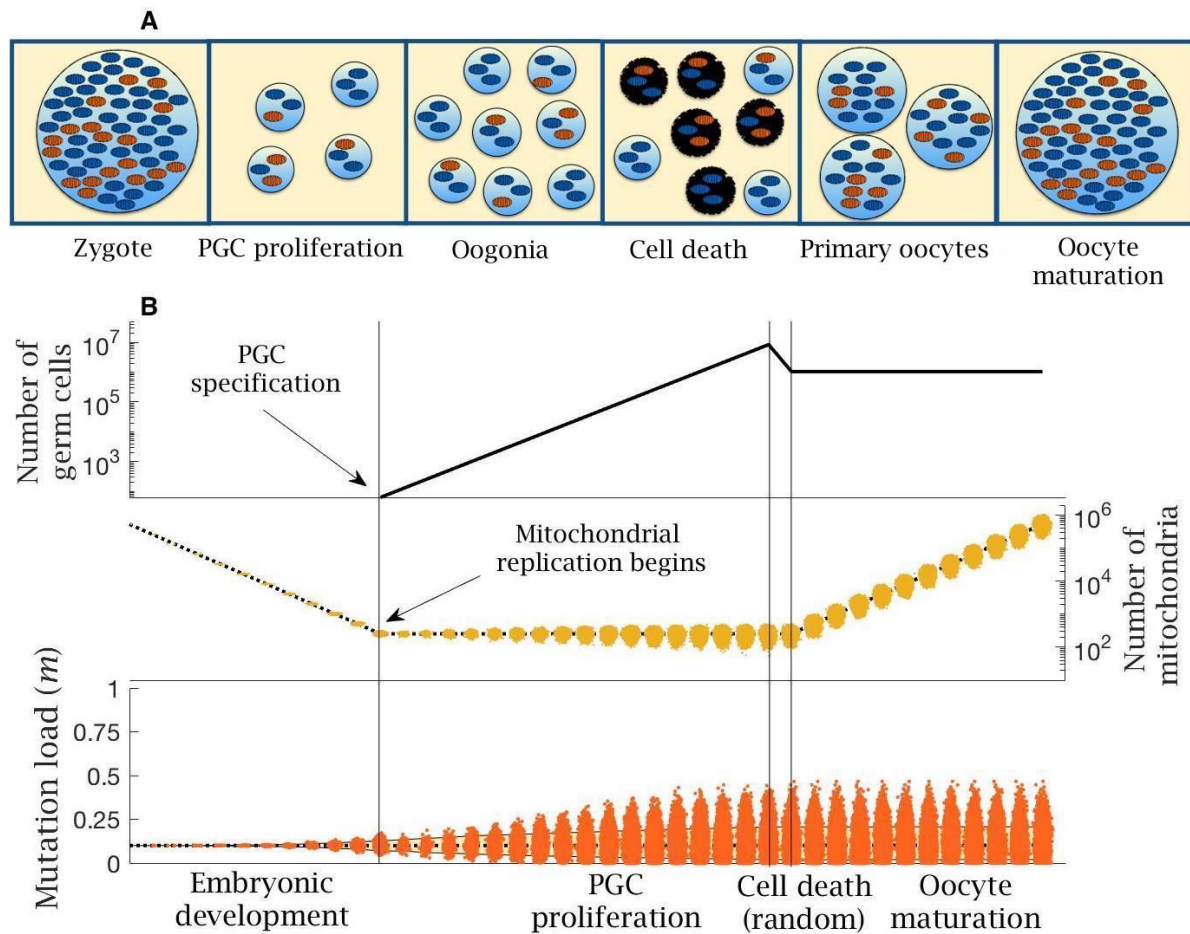 A
Zygote
PGC proliferation
Oogonia
Cell death
Primary oocytes
Oocyte
maturation
B
Number of
germ cells
10^7
10^5
10^3
PGC
specification
Mitochondrial
replication begins
10^6
10^4
10^2
Number of
mitochondria
Mutation load (m)
1
0.75
0.5
0.25
0
Embryonic
development
PGC
proliferation
Cell death
(random)
Oocyte
maturation